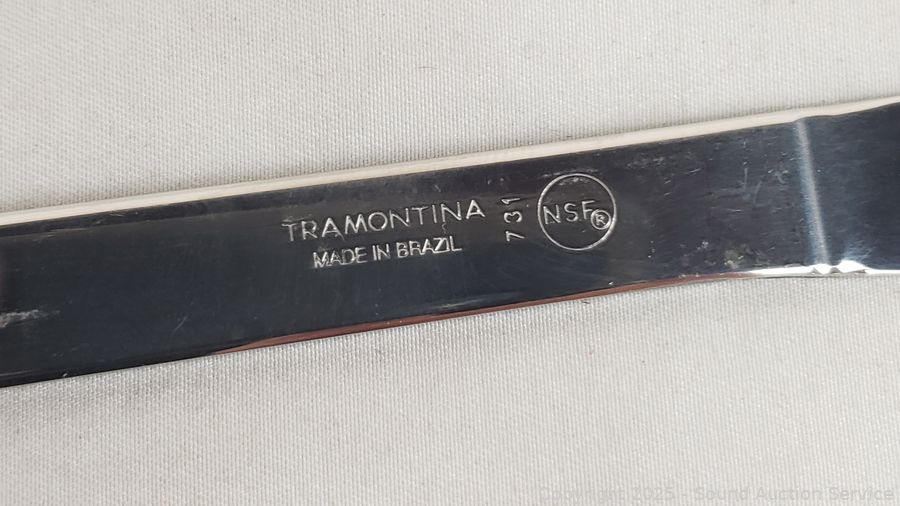 TRAMONTINA
MADE IN BRAZIL
731
NSF®
Copyright 2025 - Sound Auction Service